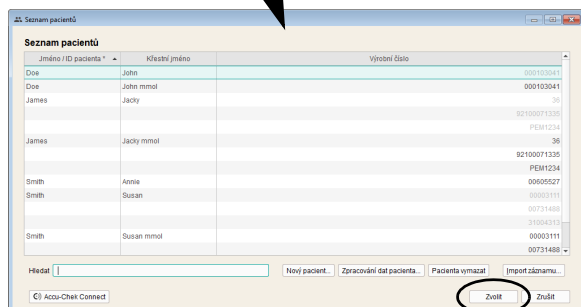 Seznam pacientů
Seznam pacientů
Jméno / ID pacienta * Křestní jméno Výrobní číslo
Doe John 000103041
Doe John mmol 000103041
James Jacky 36
92100071335
PEM1234
James Jacky mmol 36
92100071335
PEM1234
Smith Annie 00605527
Smith Susan 00003111
00731488
31004313
Smith Susan mmol 00003111
00731488
Hledat Nový pacient... Zpracování dat pacienta... Pacienta vymazat Import záznamu...
Accu-Chek Connect Zvolit Zrušit